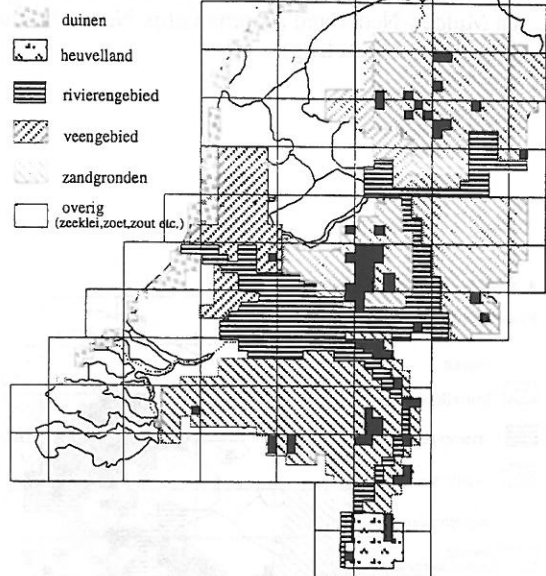 duinen
heuvelland
rivierengebied
veengebied
zandgronden
overig
(zeeklei,zoet,zout etc.)